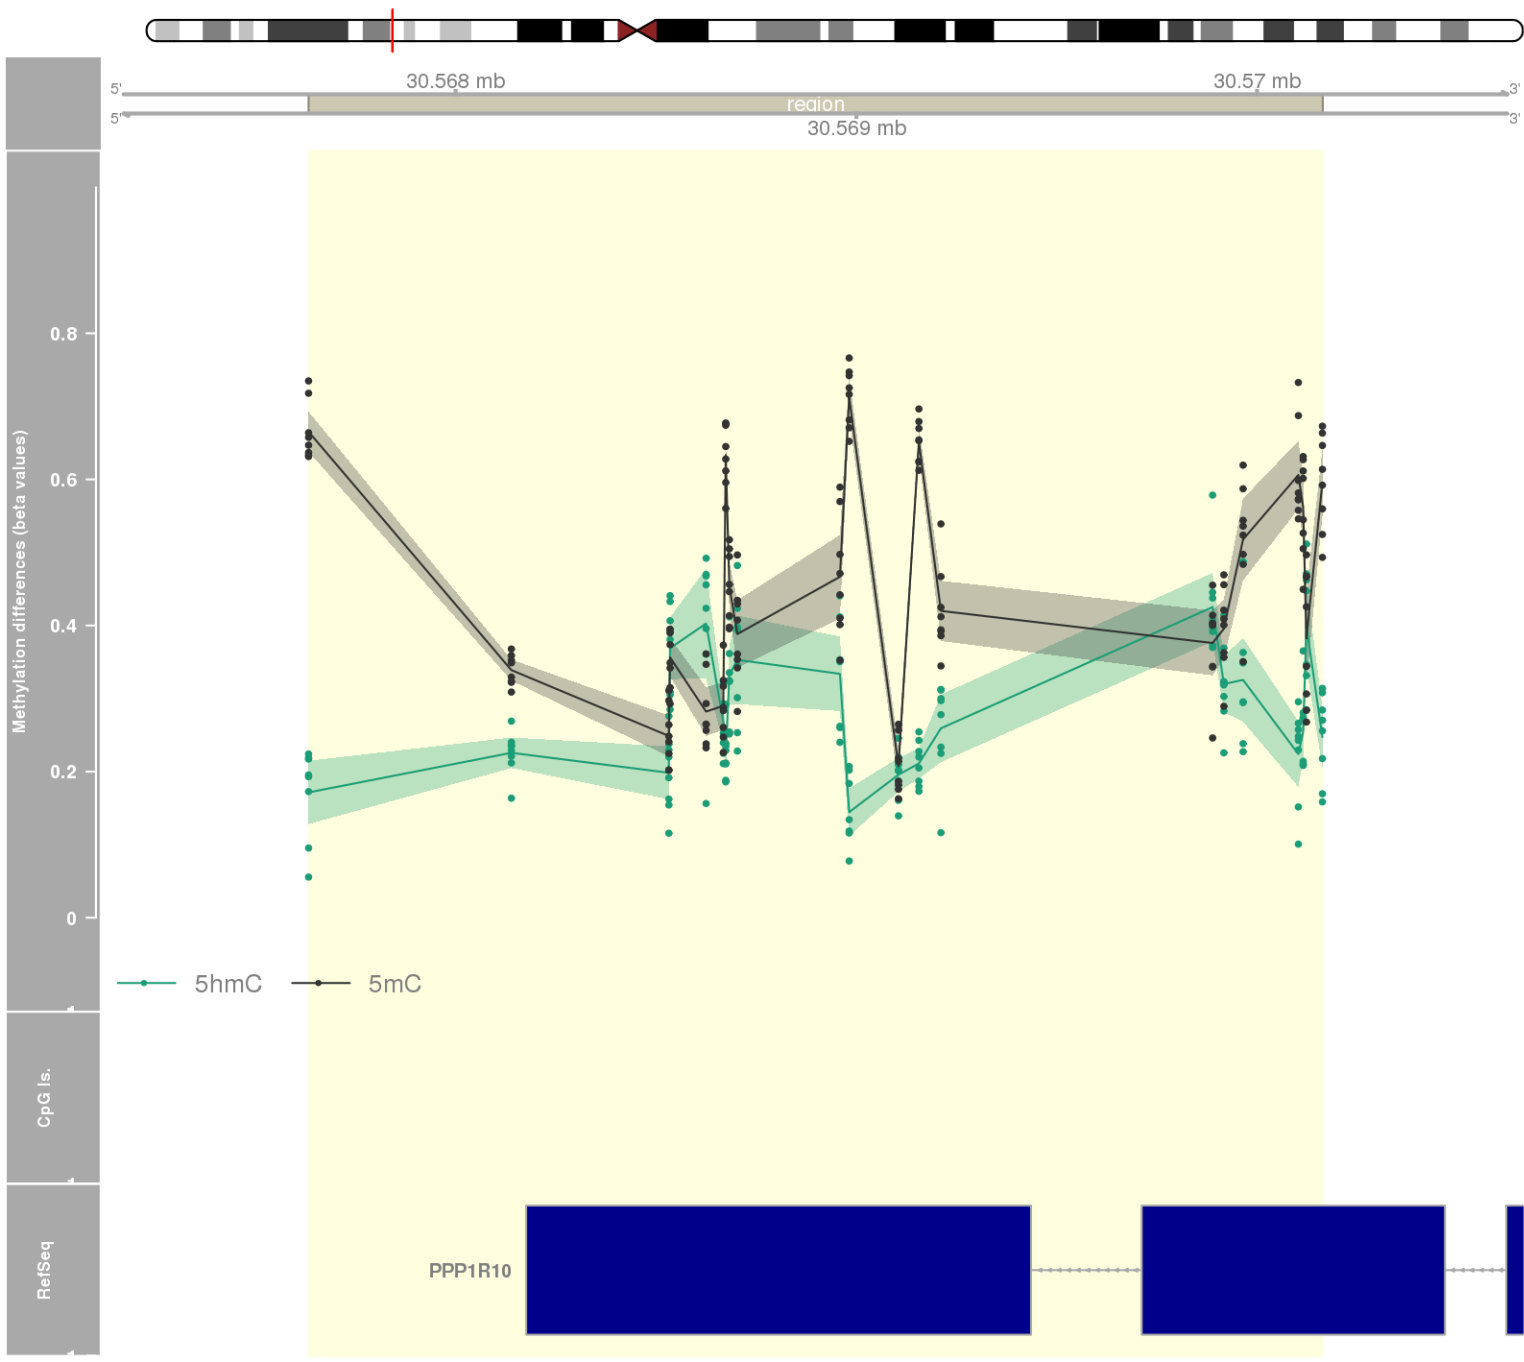 30.568 mb
30.57 mb
5'
3'
region
5'
3'
30.569 mb
Methylation differences (beta values)
0.8
0.6
0.4
0.2
0
5hmC
5mC
CpG Is.
RefSeq
PPP1R10